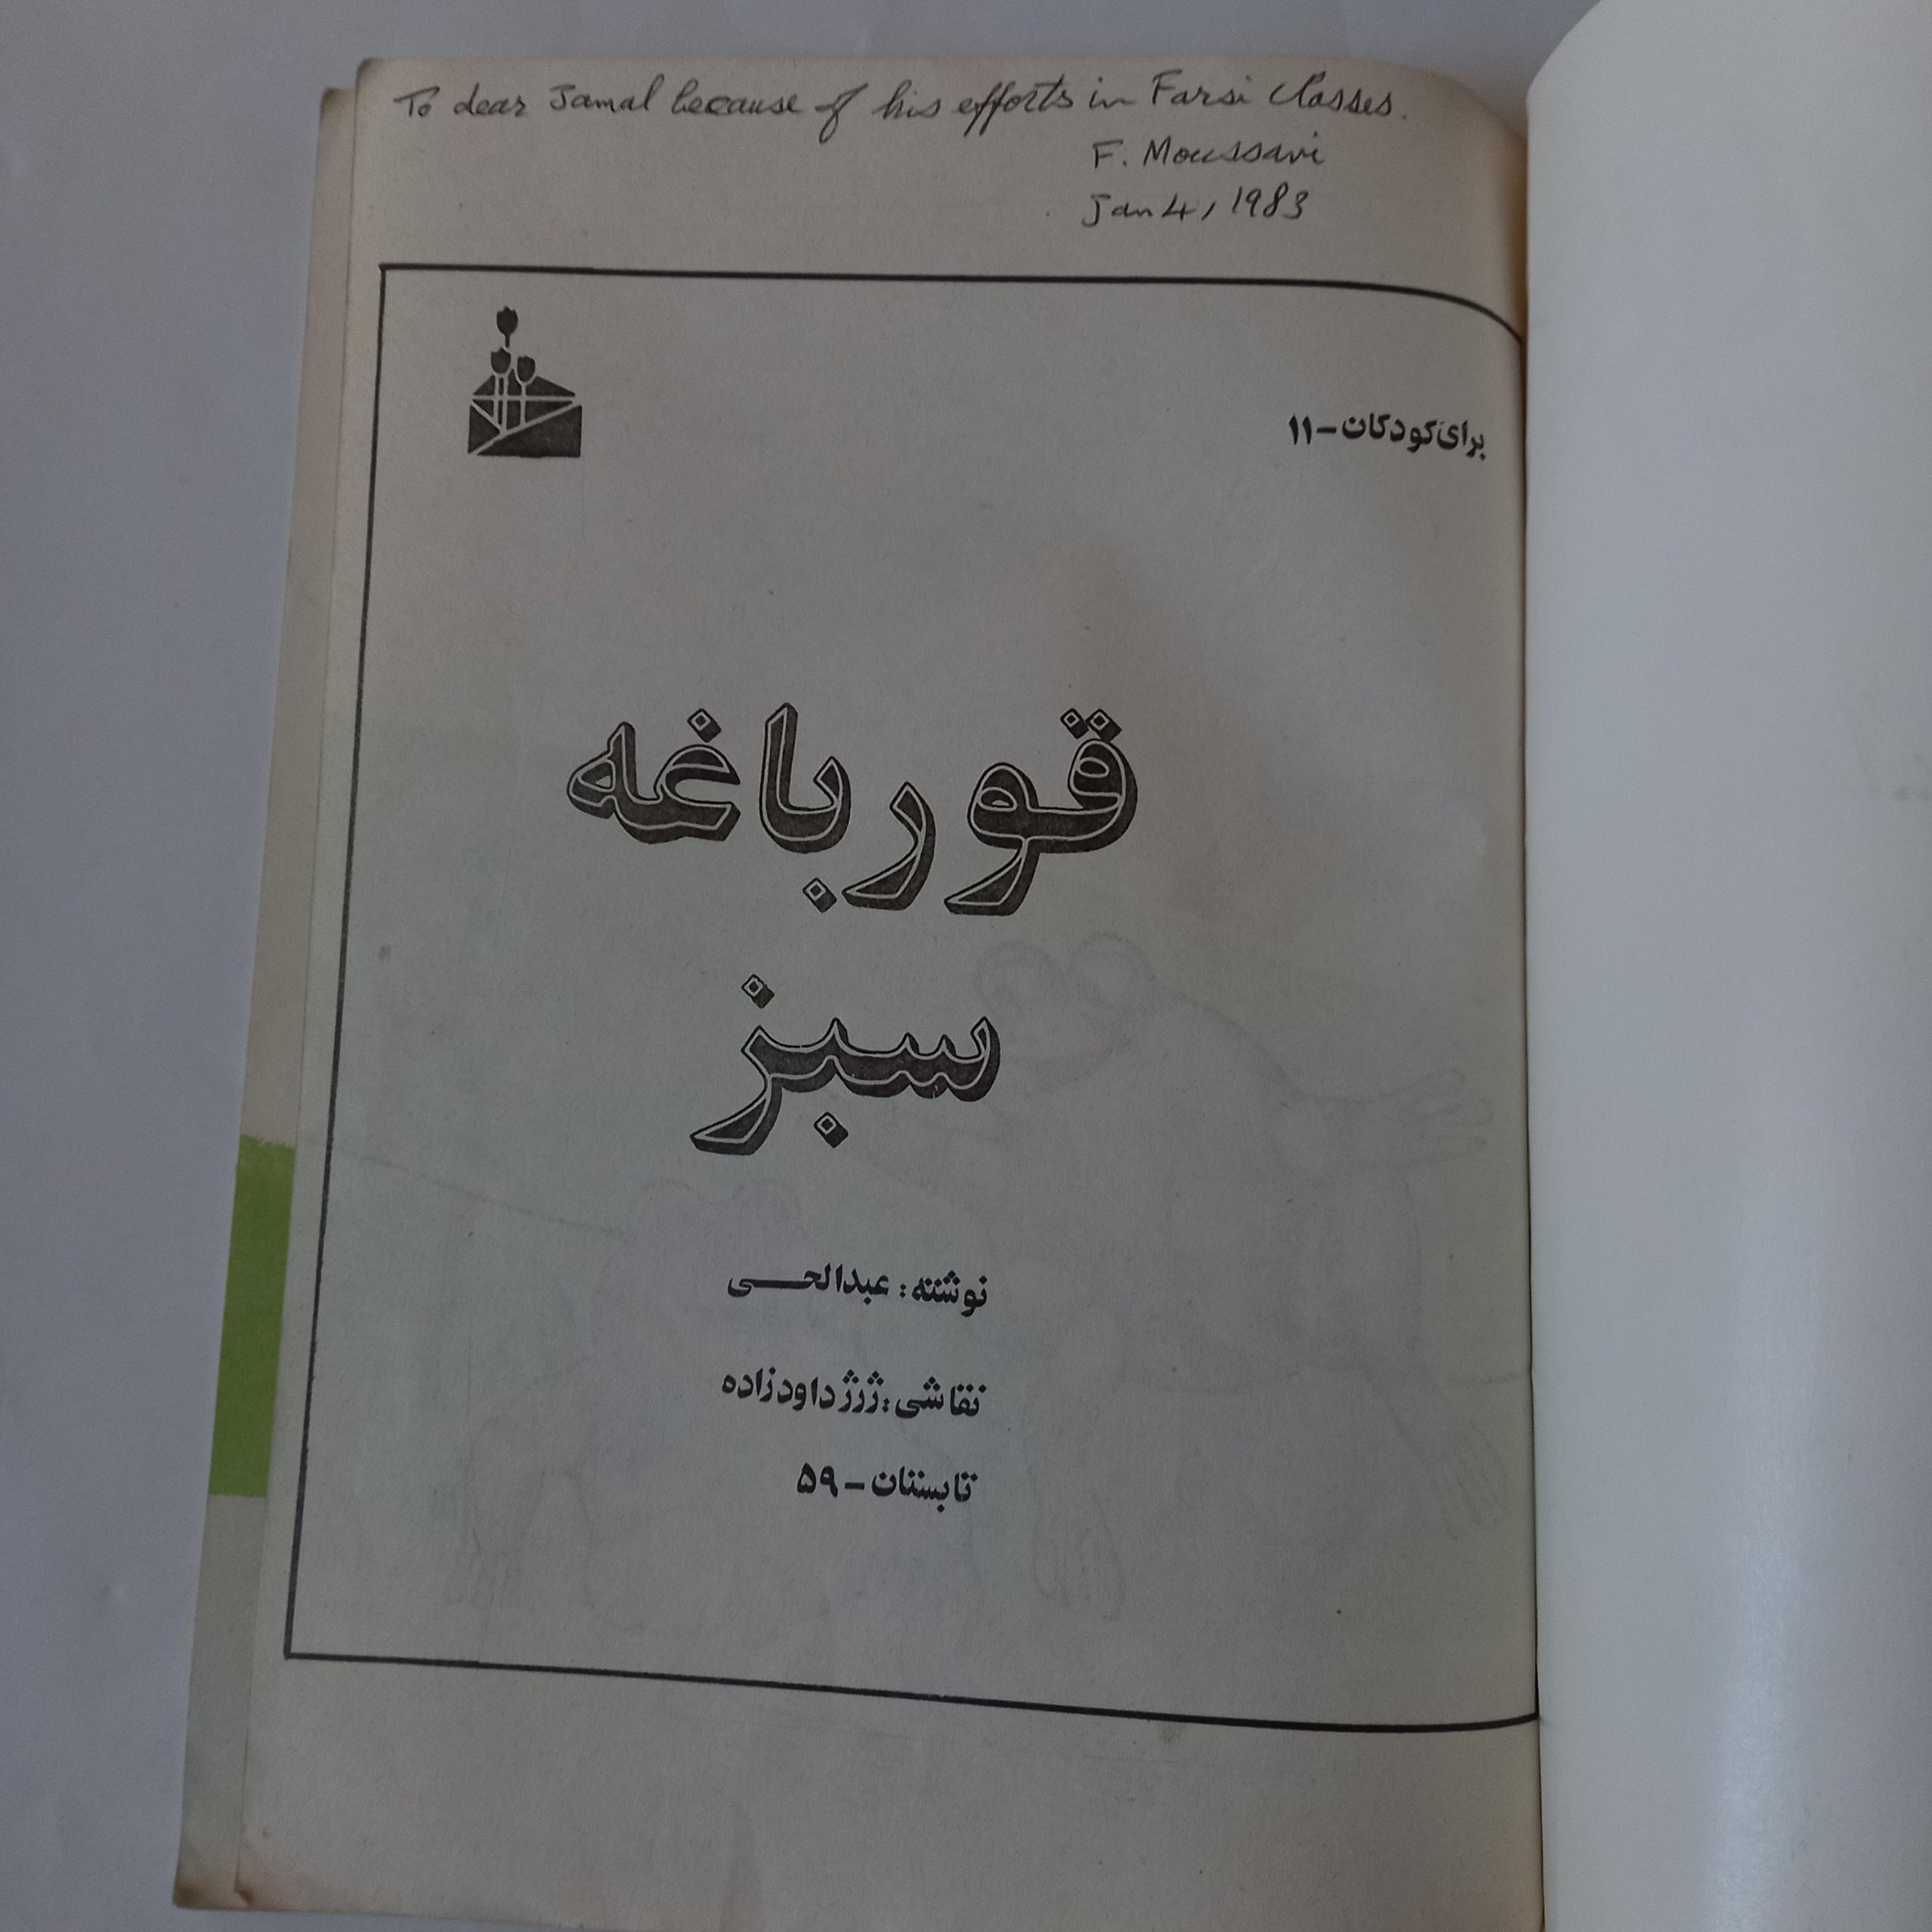 To dear Jamal because of his efforts in Farsi classes.
F. Moussavi
Jan 4, 1983
برای کودکان - ۱۱
قورباغه
سبز
نوشته: عبدالحی
نقاشی: ژرژ داودزاده
تابستان - ۵۹